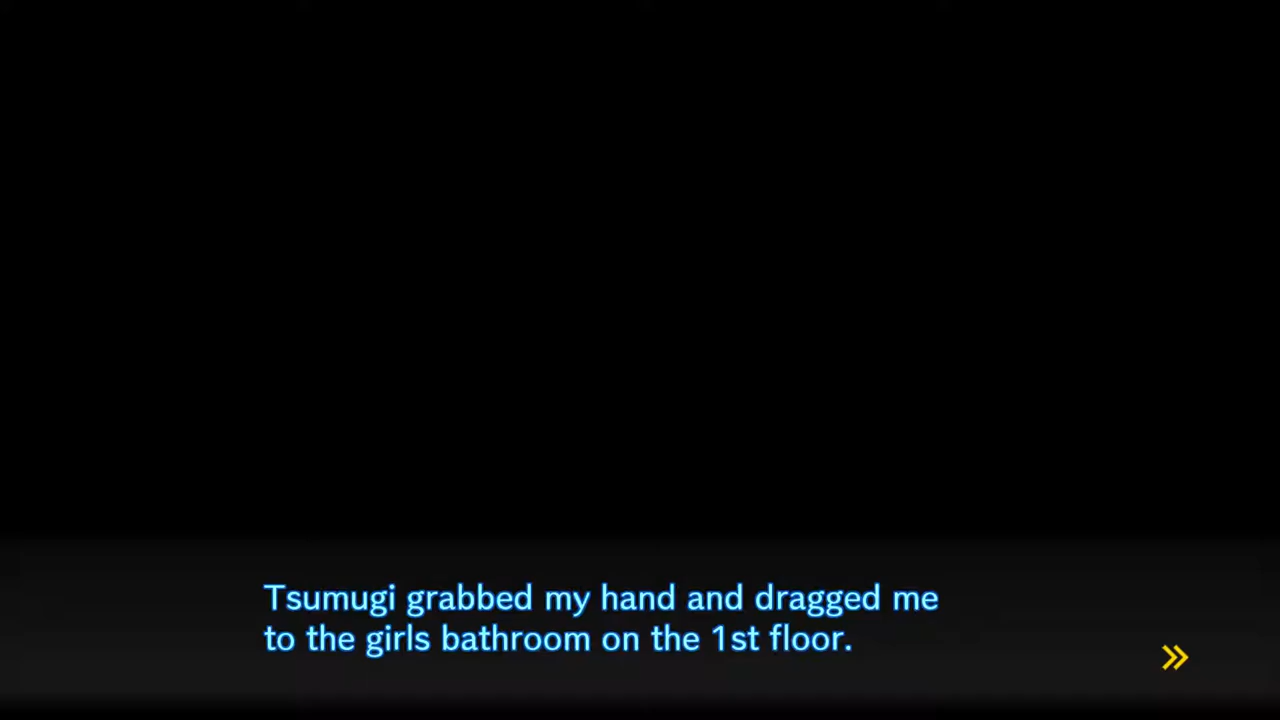 Tsumugi grabbed my hand and dragged me
to the girls bathroom on the 1st floor.